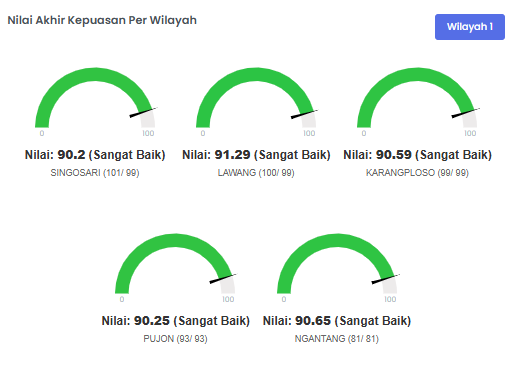 Nilai Akhir Kepuasan Per Wilayah
Wilayah 1
0 100 0 100 0 100
Nilai: 90.2 (Sangat Baik) Nilai: 91.29 (Sangat Baik) Nilai: 90.59 (Sangat Baik)
SINGOSARI (101/ 99) LAWANG (100/ 99) KARANGPLOSO (99/ 99)
0 100 0 100
Nilai: 90.25 (Sangat Baik) Nilai: 90.65 (Sangat Baik)
PUJON (93/ 93) NGANTANG (81/ 81)